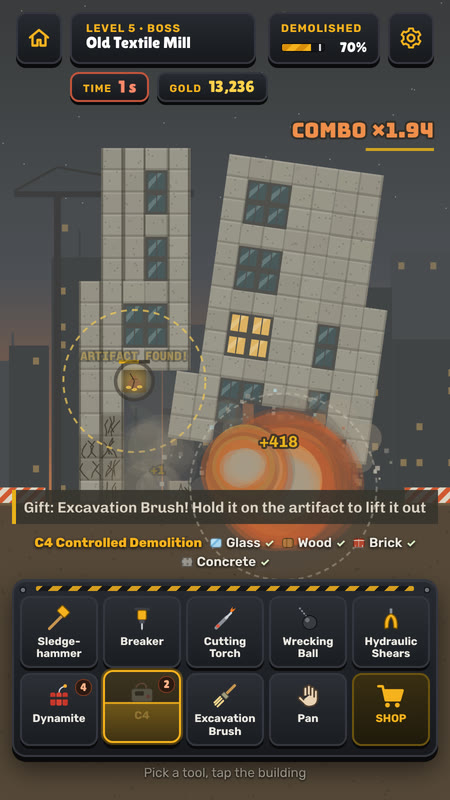 LEVEL 5 • BOSS
Old Textile Mill
DEMOLISHED
70%
TIME 1 s
GOLD 13,236
COMBO ×1.94
ARTIFACT FOUND!
+418
+1
Gift: Excavation Brush! Hold it on the artifact to lift it out
C4 Controlled Demolition Glass ✓ Wood ✓ Brick ✓
Concrete ✓
Sledge-
hammer
Breaker
Cutting
Torch
Wrecking
Ball
Hydraulic
Shears
4
Dynamite
2
C4
Excavation
Brush
Pan
SHOP
Pick a tool, tap the building